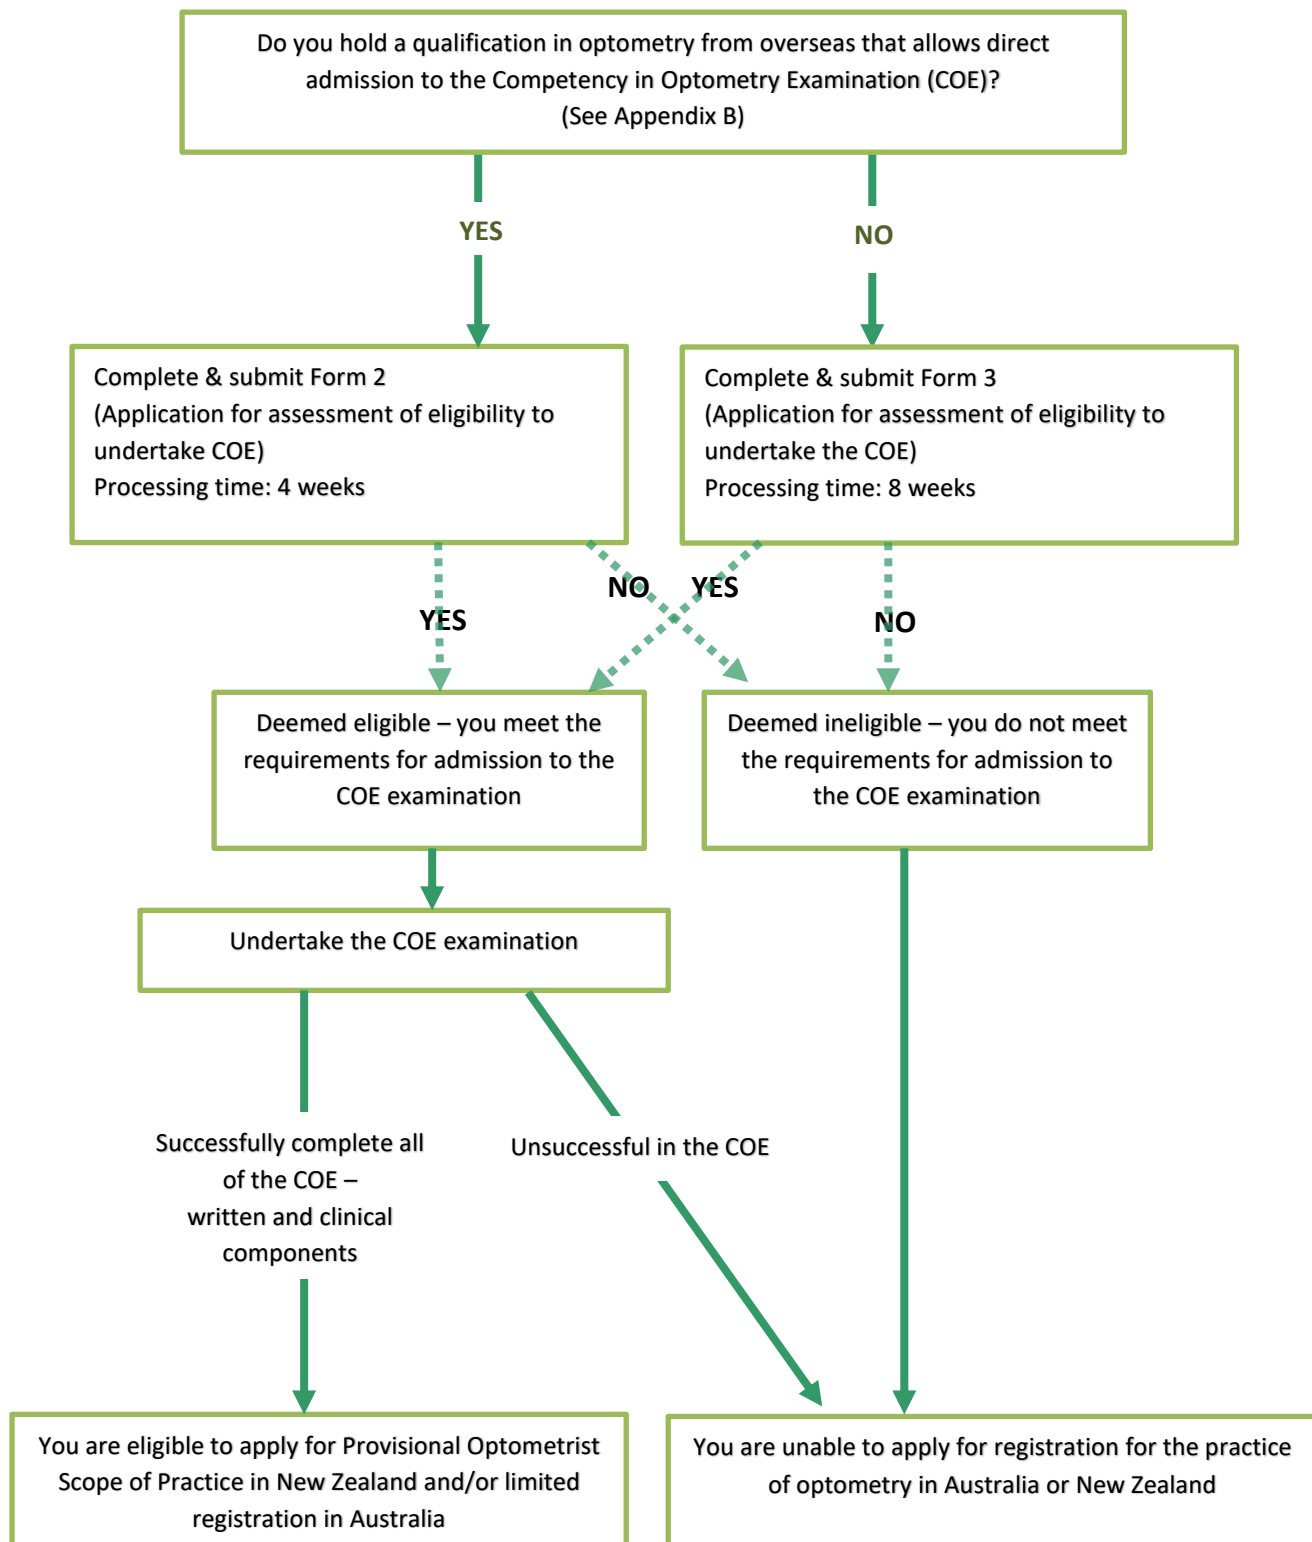 Do you hold a qualification in optometry from overseas that allows direct
admission to the Competency in Optometry Examination (COE)?
(See Appendix B)
YES
NO
Complete & submit Form 2
(Application for assessment of eligibility to
undertake COE)
Processing time: 4 weeks
Complete & submit Form 3
(Application for assessment of eligibility to
undertake the COE)
Processing time: 8 weeks
NO
YES
YES
NO
Deemed eligible – you meet the
requirements for admission to the
COE examination
Deemed ineligible – you do not meet
the requirements for admission to
the COE examination
Undertake the COE examination
Successfully complete all
of the COE –
written and clinical
components
Unsuccessful in the COE
You are eligible to apply for Provisional Optometrist
Scope of Practice in New Zealand and/or limited
registration in Australia
You are unable to apply for registration for the practice
of optometry in Australia or New Zealand